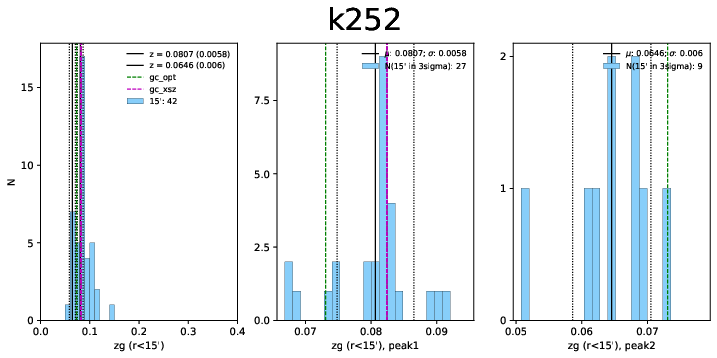 k252
N
15
10
5
0
0.0 0.1 0.2 0.3 0.4
zg (r<15')
z = 0.0807 (0.0058)
z = 0.0646 (0.006)
gc_opt
gc_xsz
15': 42
7.5
5.0
2.5
0.0
0.07 0.08 0.09
zg (r<15'), peak1
μ: 0.0807; σ: 0.0058
N(15' in 3sigma): 27
2
1
0
0.05 0.06 0.07
zg (r<15'), peak2
μ: 0.0646; σ: 0.006
N(15' in 3sigma): 9